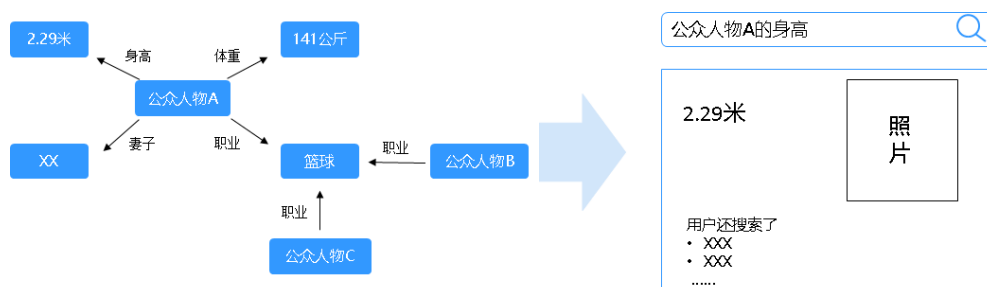 2.29米
141公斤
身高
体重
公众人物A
妻子
职业
XX
篮球
职业
公众人物B
职业
公众人物C
公众人物A的身高
2.29米
照
片
用户还搜索了
• XXX
• XXX
......